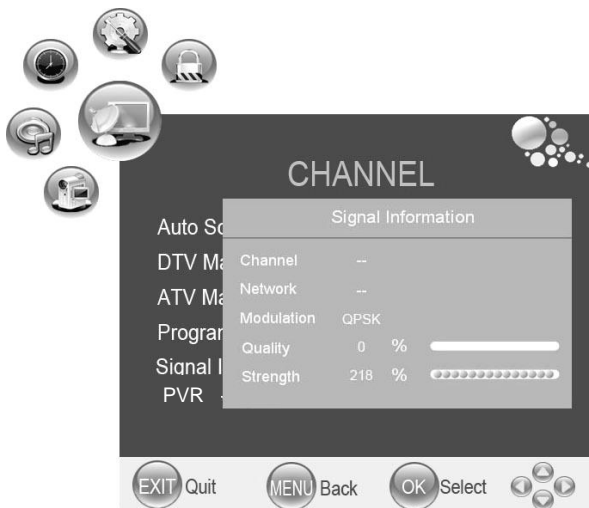 CHANNEL
Auto Sc
DTV Ma
ATV Ma
Progran
Signal I
PVR
Signal Information
Channel --
Network --
Modulation QPSK
Quality 0 %
Strength 218 %
EXIT Quit MENU Back OK Select